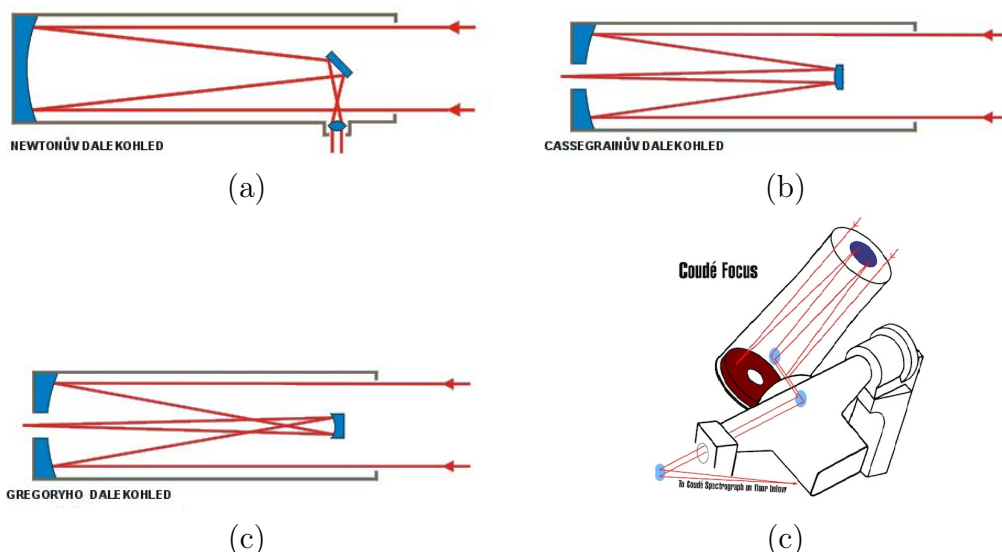 NEWTONŮV DALEKOHLED
CASSEGRAINŮV DALEKOHLED
(a)
(b)
Coudé Focus
To Coudé Spectrograph on floor below
GREGORYHO DALEKOHLED
(c)
(c)